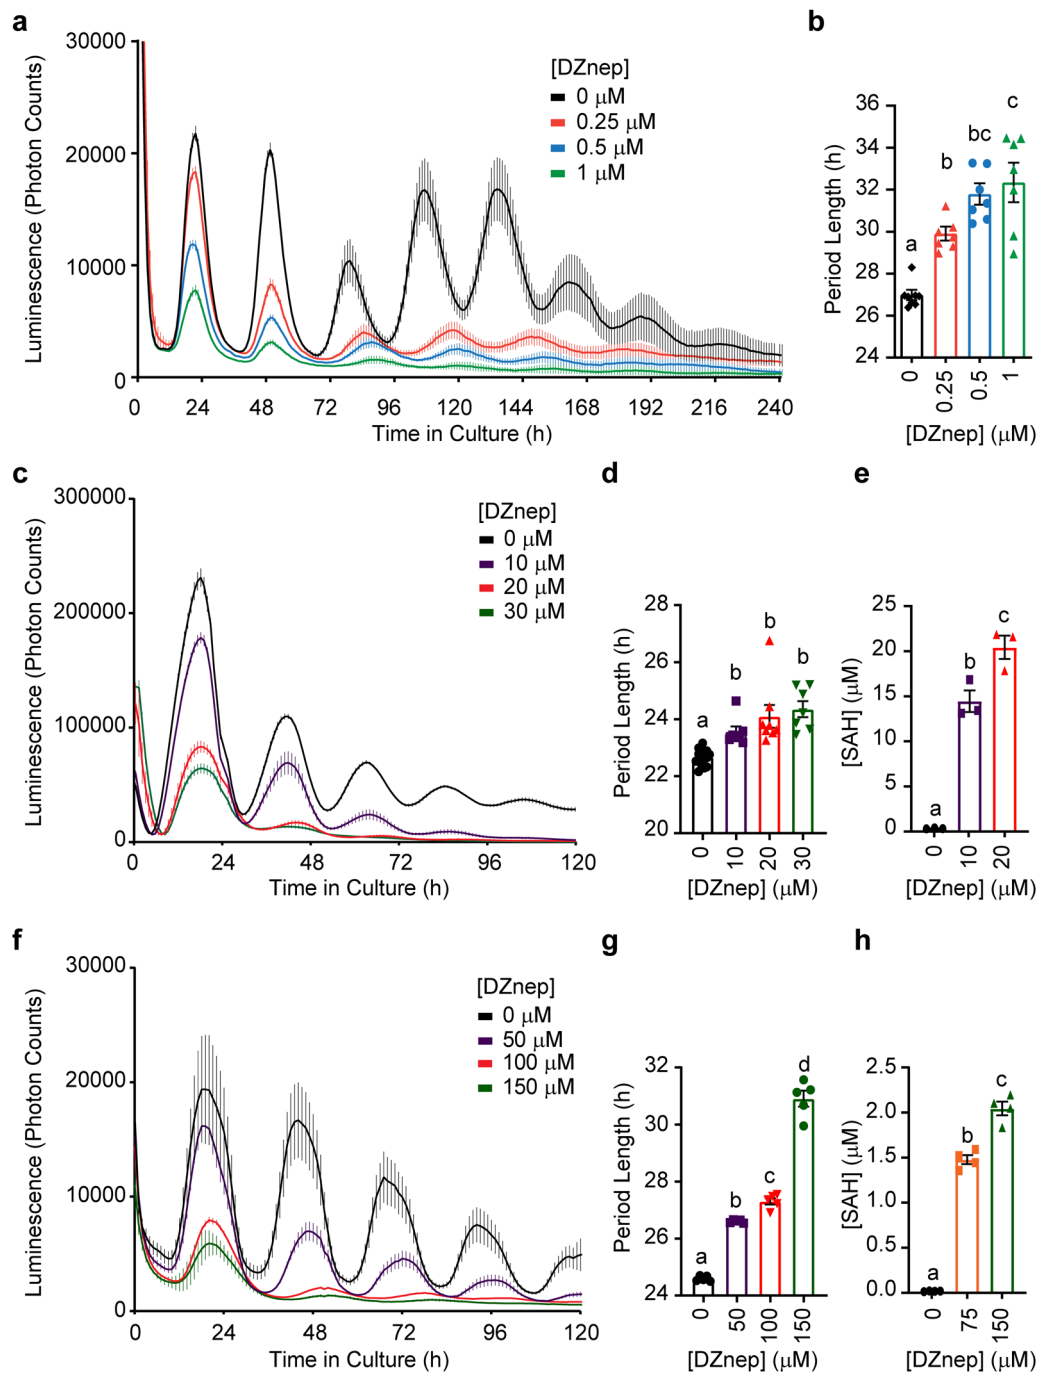 a
30000
20000
10000
0
Luminescence (Photon Counts)
0 24 48 72 96 120 144 168 192 216 240
Time in Culture (h)
[DZnep]
0 μM
0.25 μM
0.5 μM
1 μM
b
36
34
32
30
28
26
24
Period Length (h)
a b bc c
0 0.25 0.5 1
[DZnep] (μM)
c
300000
200000
100000
0
Luminescence (Photon Counts)
0 24 48 72 96 120
Time in Culture (h)
[DZnep]
0 μM
10 μM
20 μM
30 μM
d
28
26
24
22
20
Period Length (h)
a b b b
0 10 20 30
[DZnep] (μM)
e
25
20
15
10
5
0
[SAH] (μM)
a b c
0 10 20
[DZnep] (μM)
f
30000
20000
10000
0
Luminescence (Photon Counts)
0 24 48 72 96 120
Time in Culture (h)
[DZnep]
0 μM
50 μM
100 μM
150 μM
g
32
30
28
26
24
Period Length (h)
a b c d
0 50 100 150
[DZnep] (μM)
h
2.5
2.0
1.5
1.0
0.5
0.0
[SAH] (μM)
a b c
0 75 150
[DZnep] (μM)